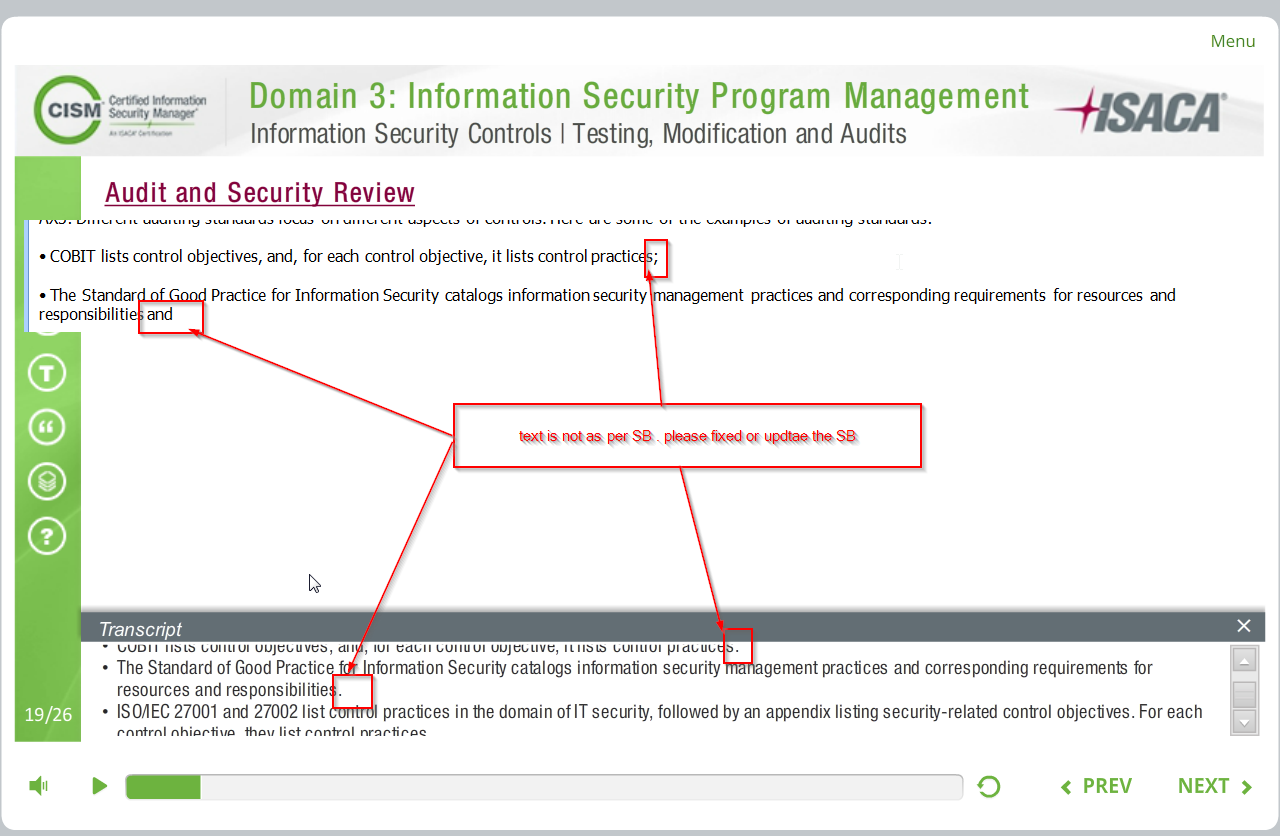 Menu
CISM Certified Information
Security Manager®
An ISACA® Certification
Domain 3: Information Security Program Management
Information Security Controls | Testing, Modification and Audits
ISACA®
Audit and Security Review
AX3: Different auditing standards focus on different aspects of controls. Here are some of the examples of auditing standards:
• COBIT lists control objectives, and, for each control objective, it lists control practices;
• The Standard of Good Practice for Information Security catalogs information security management practices and corresponding requirements for resources and
responsibilities and
T
“
?
text is not as per SB . please fixed or updtae the SB
Transcript
• COBIT lists control objectives, and, for each control objective, it lists control practices.
• The Standard of Good Practice for Information Security catalogs information security management practices and corresponding requirements for
resources and responsibilities.
• ISO/IEC 27001 and 27002 list control practices in the domain of IT security, followed by an appendix listing security-related control objectives. For each
control objective, they list control practices.
19/26
PREV
NEXT